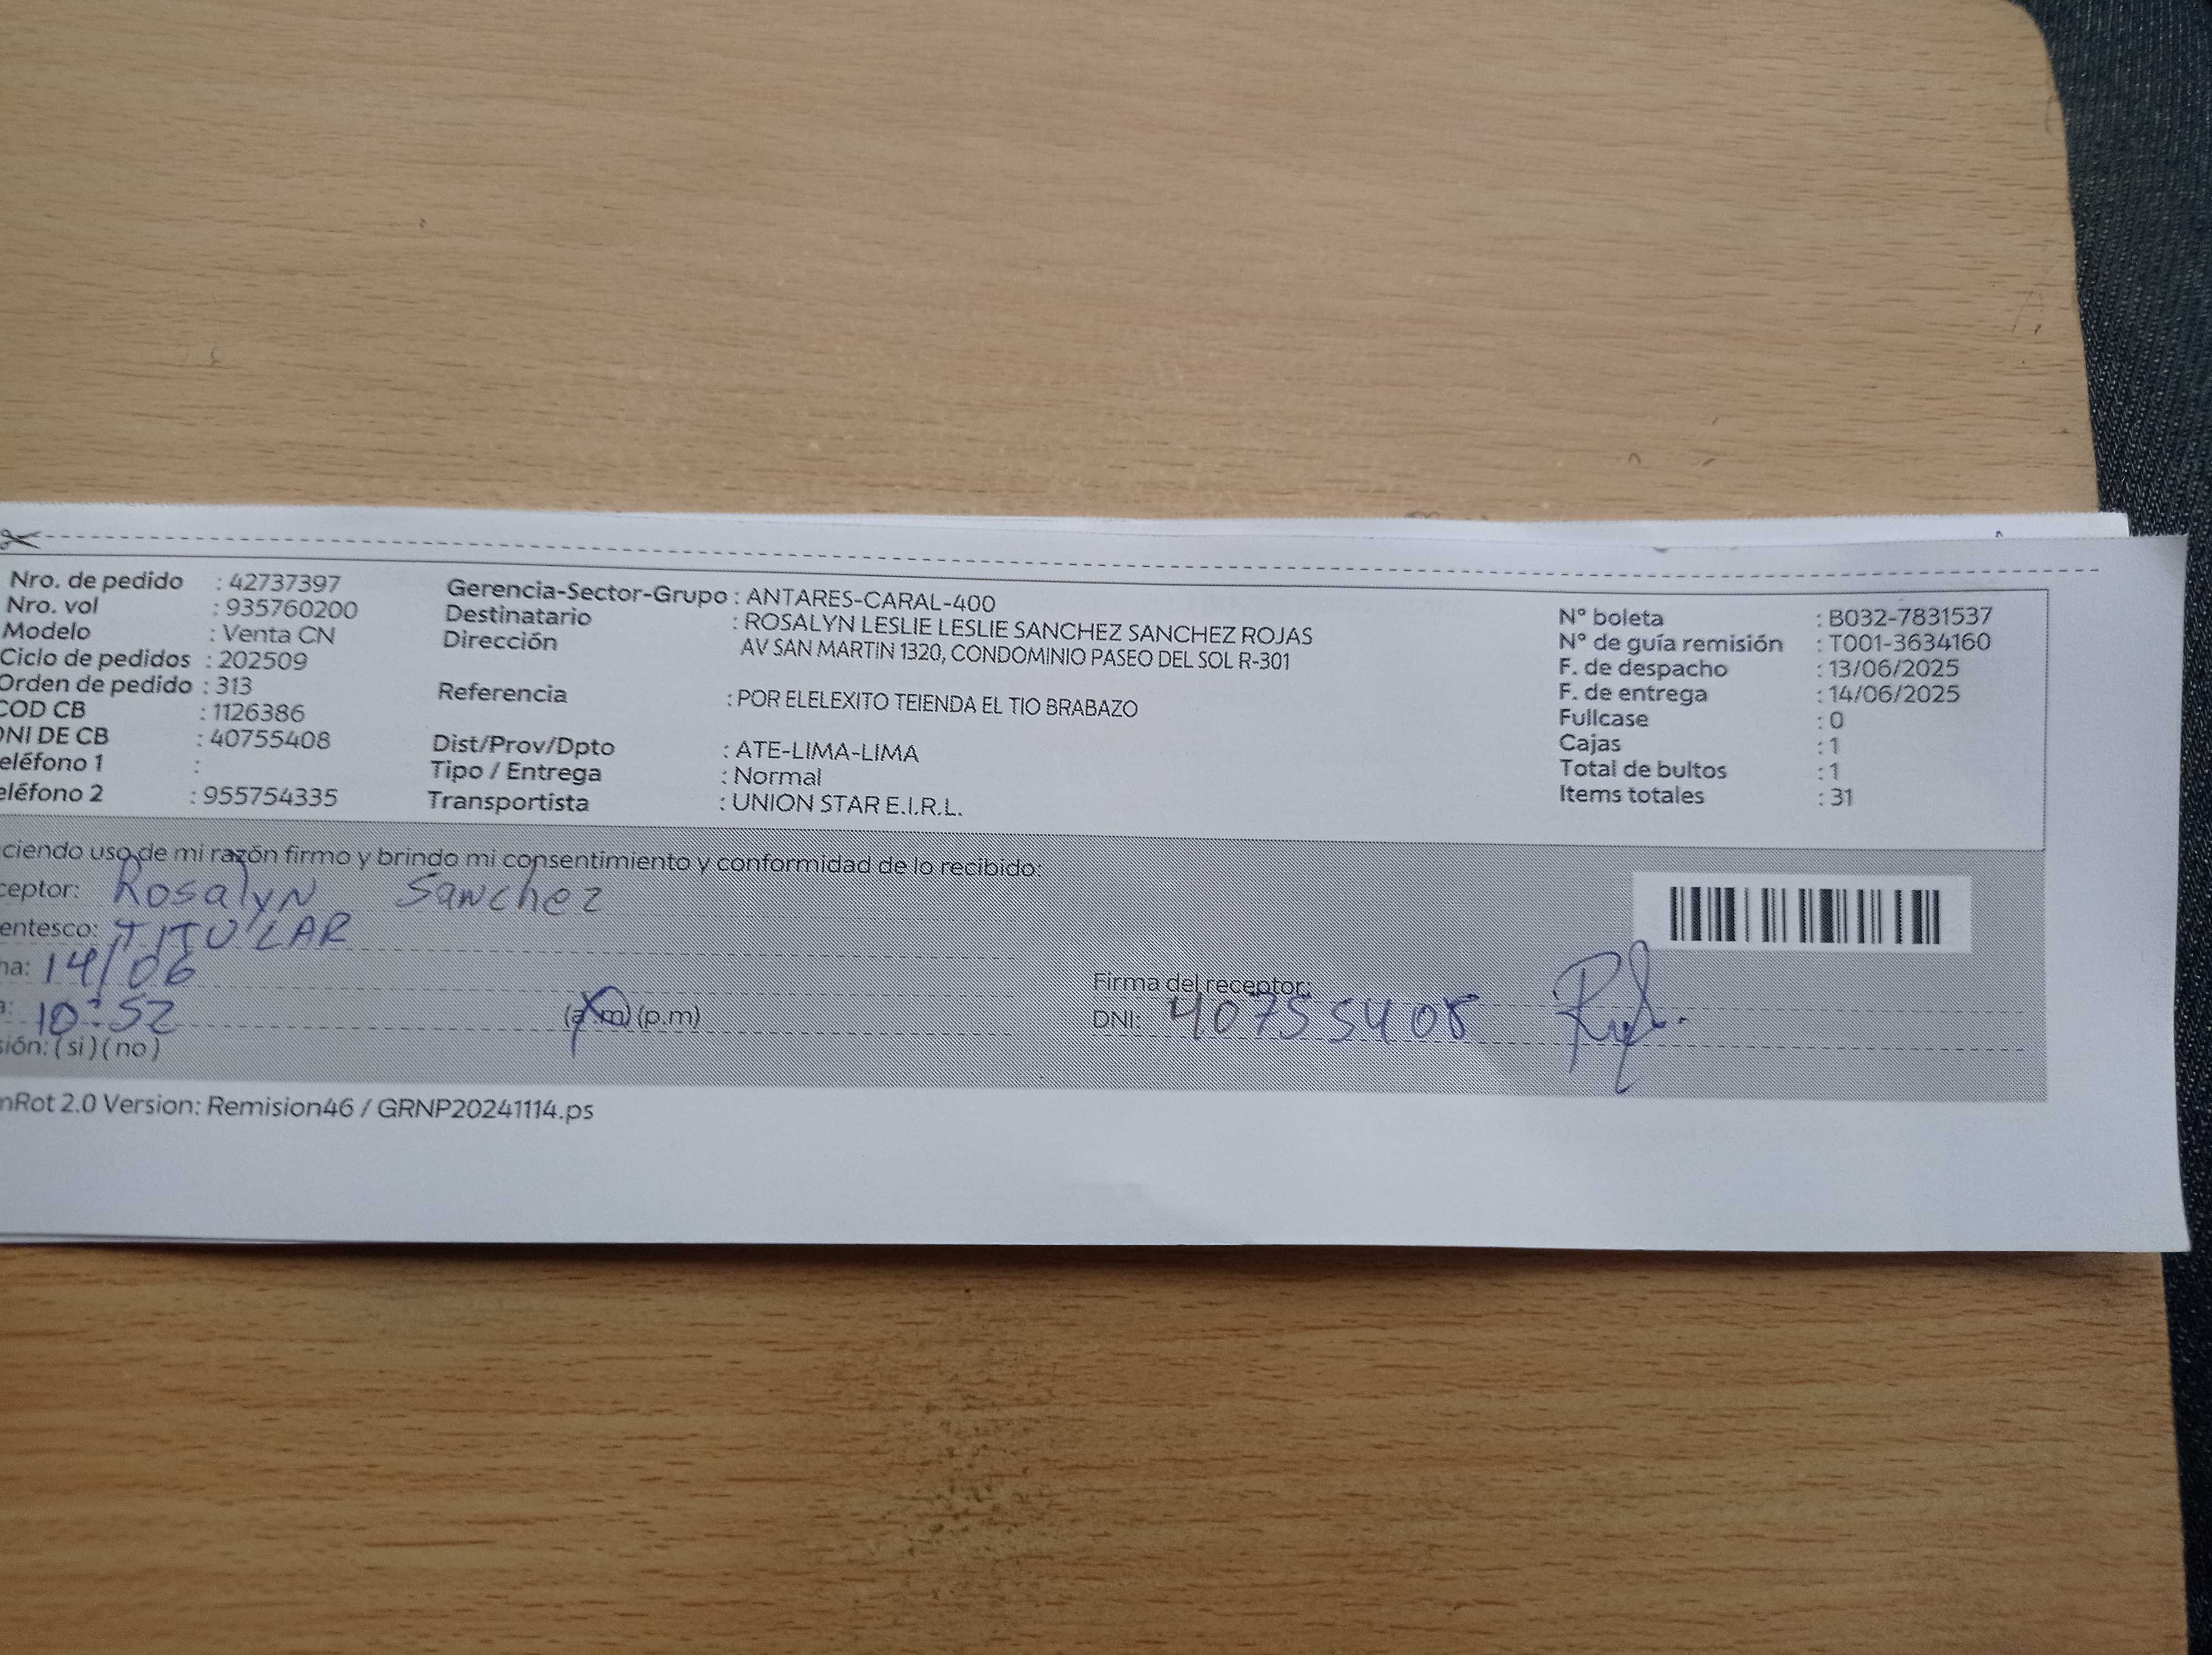 Nro. de pedido : 42737397
Nro. vol : 935760200
Modelo : Venta CN
Ciclo de pedidos : 202509
Orden de pedido : 313
COD CB : 1126386
DNI DE CB : 40755408
eléfono 1 :
eléfono 2 : 955754335
Gerencia-Sector-Grupo : ANTARES-CARAL-400
Destinatario : ROSALYN LESLIE LESLIE SANCHEZ SANCHEZ ROJAS
Dirección AV SAN MARTIN 1320, CONDOMINIO PASEO DEL SOL R-301
Referencia : POR ELELEXITO TEIENDA EL TIO BRABAZO
Dist/Prov/Dpto : ATE-LIMA-LIMA
Tipo / Entrega : Normal
Transportista : UNION STAR E.I.R.L.
N° boleta : B032-7831537
N° de guía remisión : T001-3634160
F. de despacho : 13/06/2025
F. de entrega : 14/06/2025
Fullcase : 0
Cajas : 1
Total de bultos : 1
Items totales : 31
ciendo uso de mi razón firmo y brindo mi consentimiento y conformidad de lo recibido:
ceptor: Rosalyn Sanchez
entesco: TITULAR
ha: 14/06
a: 10:52 (a.m) (p.m)
sión: (si) (no)
Firma del receptor:
DNI: 40755408
nRot 2.0 Version: Remision46 / GRNP20241114.ps